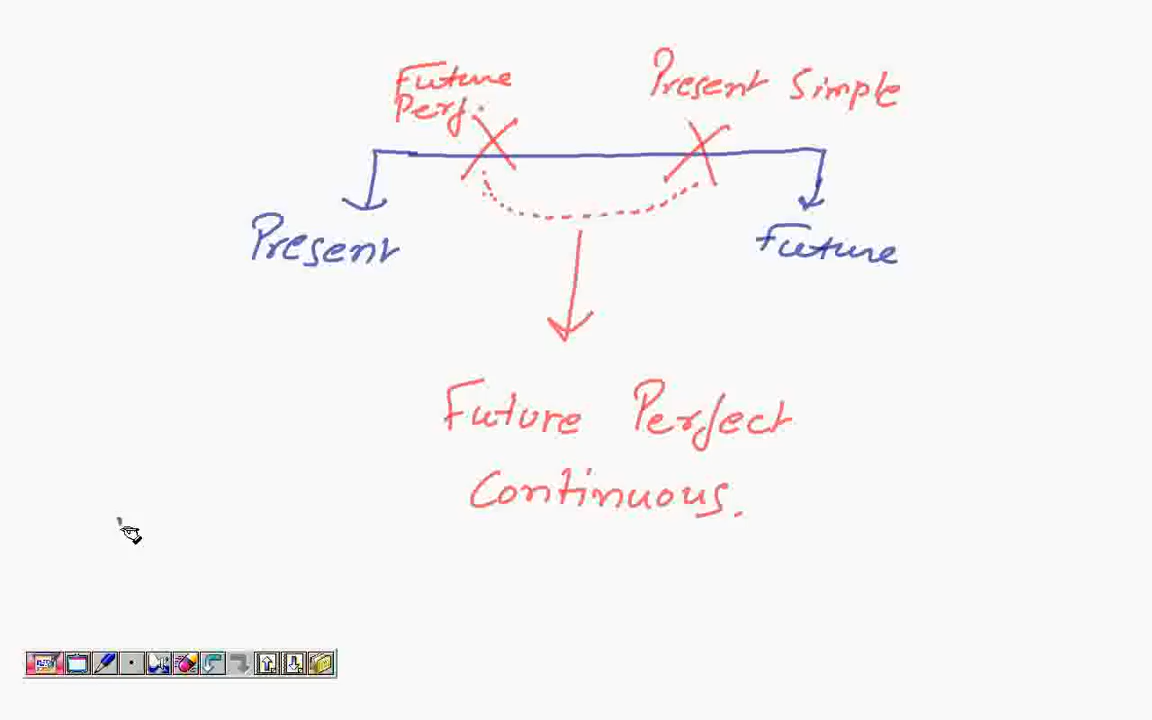 Future
Perf.
Present Simple
Present
Future
Future Perfect
Continuous.